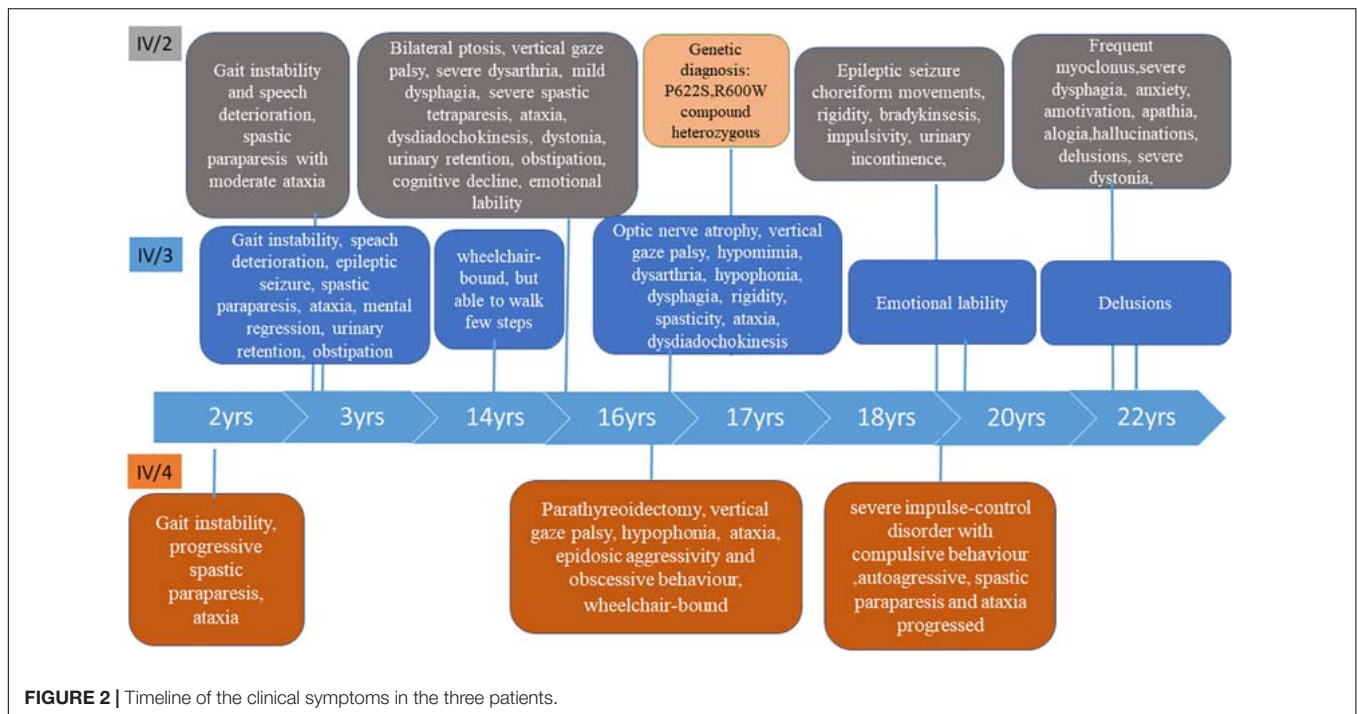 IV/2
Gait instability
and speech
deterioration,
spastic
paraparesis with
moderate ataxia
Bilateral ptosis, vertical gaze
palsy, severe dysarthria, mild
dysphagia, severe spastic
tetraparesis, ataxia,
dysdiadochokinesis, dystonia,
urinary retention, obstipation,
cognitive decline, emotional
lability
Genetic
diagnosis:
P622S,R600W
compound
heterozygous
Epileptic seizure
choreiform movements,
rigidity, bradykinsesis,
impulsivity, urinary
incontinence,
Frequent
myoclonus,severe
dysphagia, anxiety,
amotivation, apathia,
alogia,hallucinations,
delusions, severe
dystonia,
IV/3
Gait instability, speach
deterioration, epileptic
seizure, spastic
paraparesis, ataxia, mental
regression, urinary
retention, obstipation
wheelchair-
bound, but
able to walk
few steps
Optic nerve atrophy, vertical
gaze palsy, hypomimia,
dysarthria, hypophonia,
dysphagia, rigidity,
spasticity, ataxia,
dysdiadochokinesis
Emotional lability
Delusions
2yrs 3yrs 14yrs 16yrs 17yrs 18yrs 20yrs 22yrs
IV/4
Gait instability,
progressive
spastic
paraparesis,
ataxia
Parathyreoidectomy, vertical
gaze palsy, hypophonia, ataxia,
epidosic aggressivity and
obscessive behaviour,
wheelchair-bound
severe impulse-control
disorder with
compulsive behaviour
,autoagressive, spastic
paraparesis and ataxia
progressed
FIGURE 2 | Timeline of the clinical symptoms in the three patients.